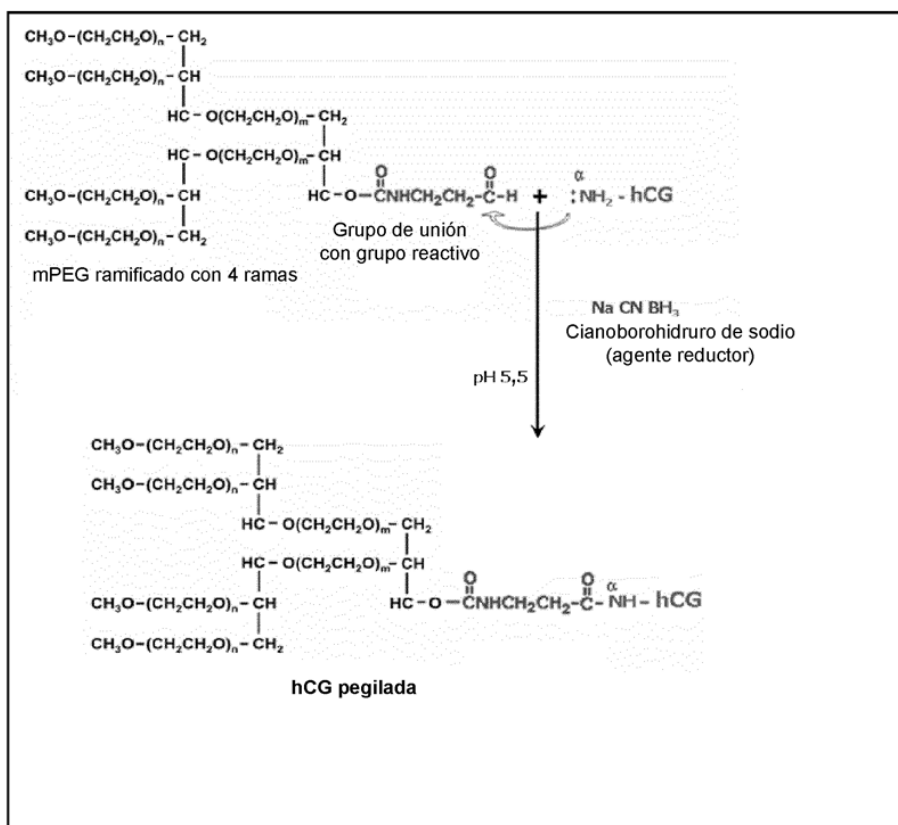 CH₃O–(CH₂CH₂O)ₙ–CH₂
CH₃O–(CH₂CH₂O)ₙ–CH
HC–O(CH₂CH₂O)ₘ–CH₂
HC–O(CH₂CH₂O)ₘ–CH
CH₃O–(CH₂CH₂O)ₙ–CH
HC–O–CNHCH₂CH₂–C–H + :NH₂-hCG
O O α
CH₃O–(CH₂CH₂O)ₙ–CH₂
Grupo de unión
con grupo reactivo
mPEG ramificado con 4 ramas
Na CN BH₃
Cianoborohidruro de sodio
(agente reductor)
pH 5,5
CH₃O–(CH₂CH₂O)ₙ–CH₂
CH₃O–(CH₂CH₂O)ₙ–CH
HC–O(CH₂CH₂O)ₘ–CH₂
HC–O(CH₂CH₂O)ₘ–CH
O O α
CH₃O–(CH₂CH₂O)ₙ–CH
HC–O–CNHCH₂CH₂–C–NH–hCG
CH₃O–(CH₂CH₂O)ₙ–CH₂
hCG pegilada